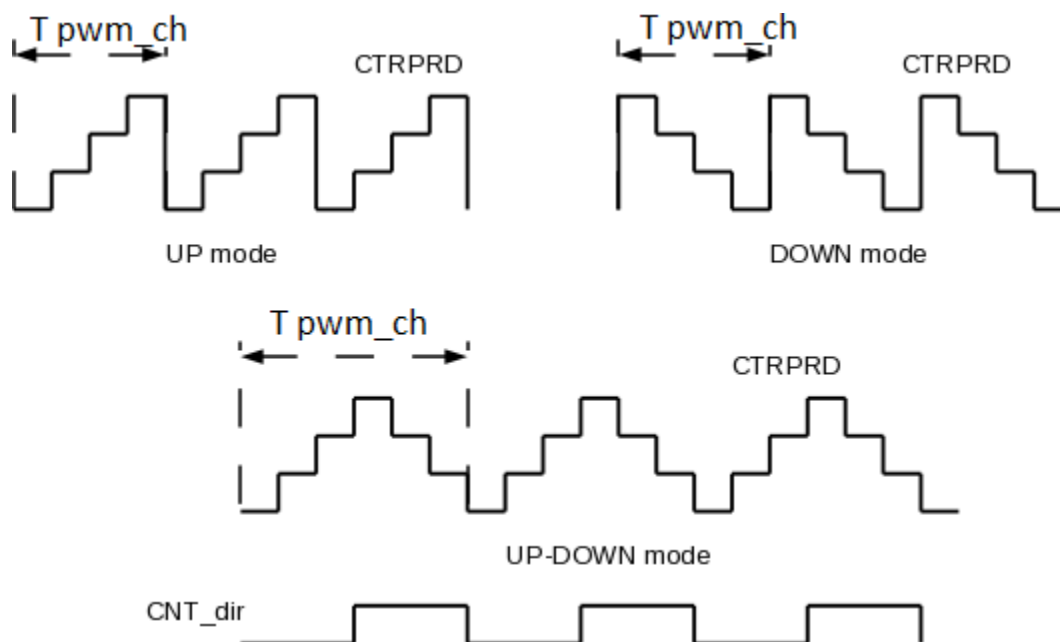 T pwm_ch
T pwm_ch
CTRPRD
CTRPRD
UP mode
DOWN mode
T pwm_ch
CTRPRD
UP-DOWN mode
CNT_dir